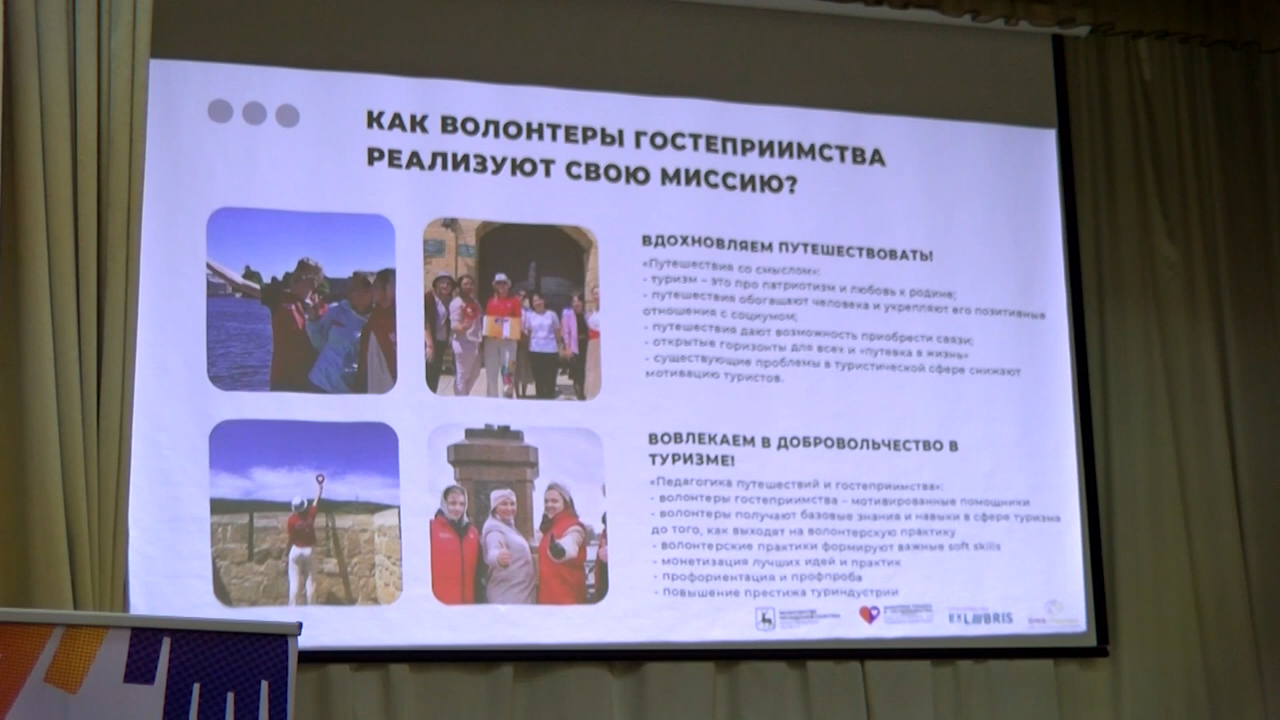 КАК ВОЛОНТЕРЫ ГОСТЕПРИИМСТВА
РЕАЛИЗУЮТ СВОЮ МИССИЮ?
ВДОХНОВЛЯЕМ ПУТЕШЕСТВОВАТЬ!
«Путешествия со смыслом»:
- туризм – это про патриотизм и любовь к родине;
- путешествия обогащают человека и укрепляют его позитивные
отношения с социумом;
- путешествия дают возможность приобрести связи;
- открытые горизонты для всех и «путевка в жизнь»
- существующие проблемы в туристической сфере снижают
мотивацию туристов.
ВОВЛЕКАЕМ В ДОБРОВОЛЬЧЕСТВО В
ТУРИЗМЕ!
«Педагогика путешествий и гостеприимства»:
- волонтеры гостеприимства – мотивированные помощники
- волонтеры получают базовые знания и навыки в сфере туризма
до того, как выходят на волонтерскую практику
- волонтерские практики формируют важные soft skills
- монетизация лучших идей и практик
- профориентация и профпроба
- повышение престижа туриндустрии